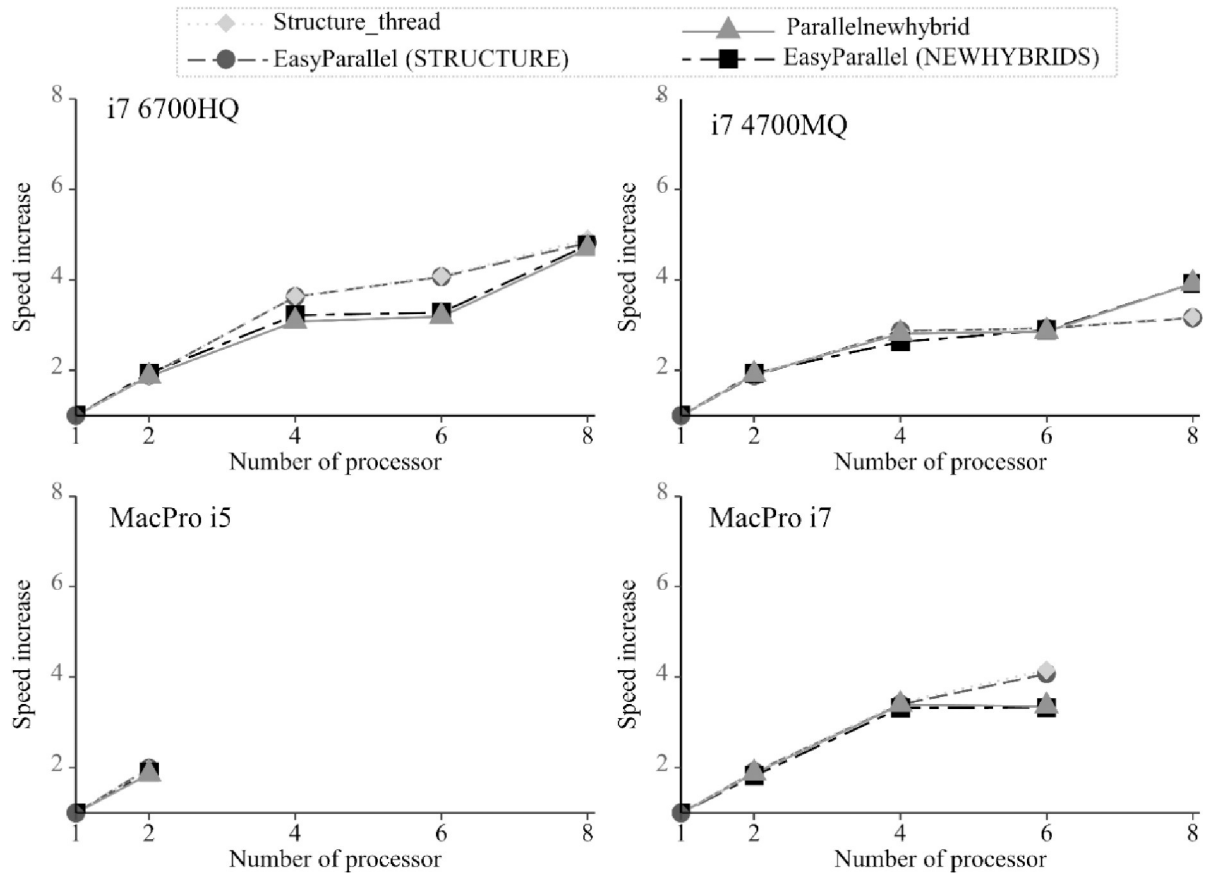 Structure_thread
Parallelnewhybrid
EasyParallel (STRUCTURE)
EasyParallel (NEWHYBRIDS)
i7 6700HQ
Speed increase
8
6
4
2
1 2 4 6 8
Number of processor
i7 4700MQ
Speed increase
8
6
4
2
1 2 4 6 8
Number of processor
MacPro i5
Speed increase
8
6
4
2
1 2 4 6 8
Number of processor
MacPro i7
Speed increase
8
6
4
2
1 2 4 6 8
Number of processor